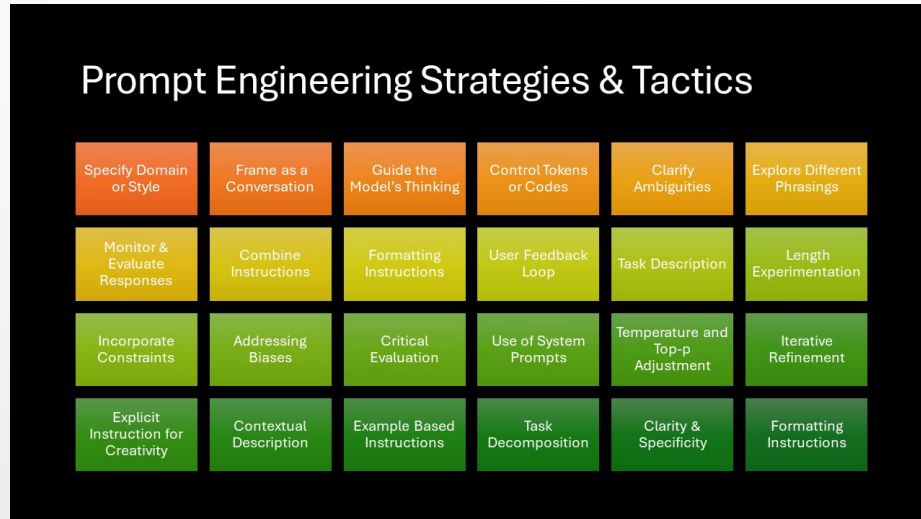 Prompt Engineering Strategies & Tactics
Specify Domain
or Style
Frame as a
Conversation
Guide the
Model's Thinking
Control Tokens
or Codes
Clarify
Ambiguities
Explore Different
Phrasings
Monitor &
Evaluate
Responses
Combine
Instructions
Formatting
Instructions
User Feedback
Loop
Task Description
Length
Experimentation
Incorporate
Constraints
Addressing
Biases
Critical
Evaluation
Use of System
Prompts
Temperature and
Top-p
Adjustment
Iterative
Refinement
Explicit
Instruction for
Creativity
Contextual
Description
Example Based
Instructions
Task
Decomposition
Clarity &
Specificity
Formatting
Instructions